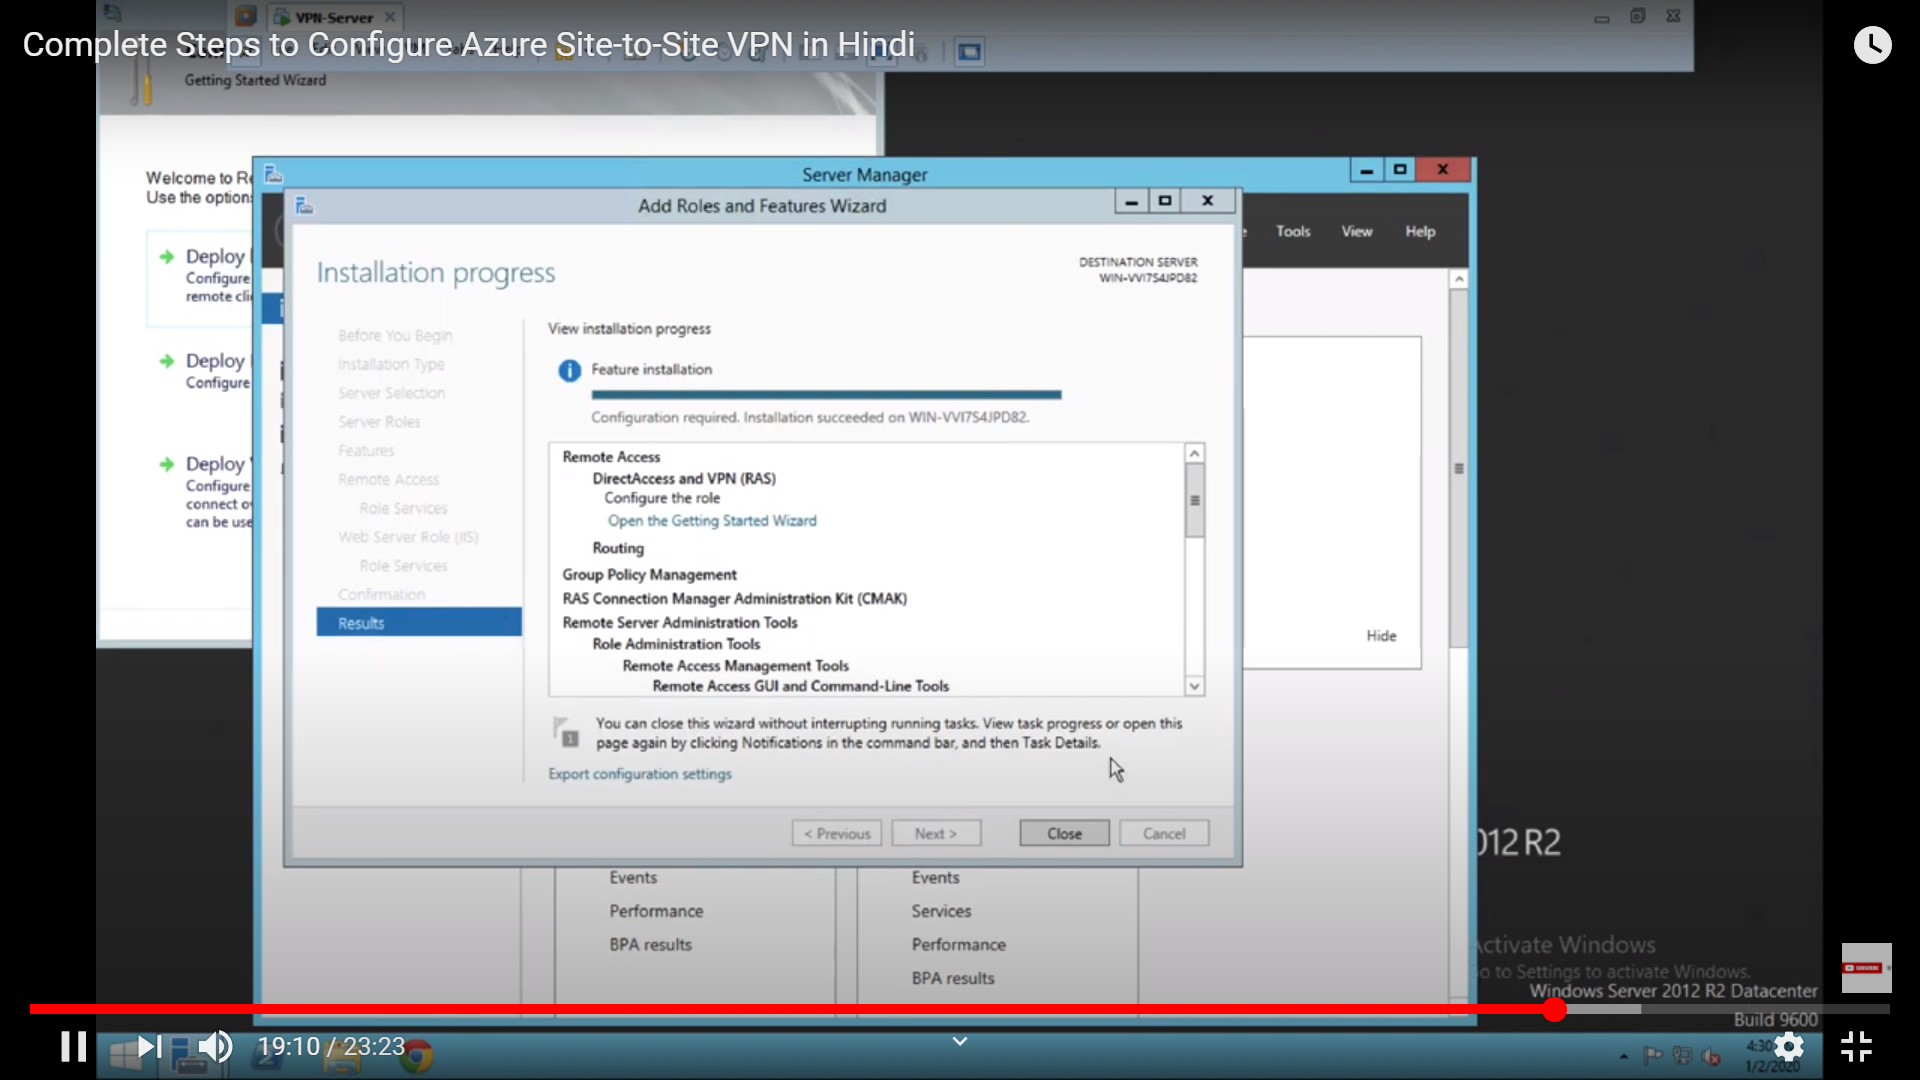 VPN-Server
Complete Steps to Configure Azure Site-to-Site VPN in Hindi
Getting Started Wizard
Welcome to Re
Use the option
Deploy
Configure
remote cli
Deploy
Configure
Deploy
Configure
connect o
can be use
Server Manager
Tools
View
Help
Add Roles and Features Wizard
Installation progress
DESTINATION SERVER
WIN-VVI7S4JPD82
Before You Begin
Installation Type
Server Selection
Server Roles
Features
Remote Access
Role Services
Web Server Role (IIS)
Role Services
Confirmation
Results
View installation progress
Feature installation
Configuration required. Installation succeeded on WIN-VVI7S4JPD82.
Remote Access
DirectAccess and VPN (RAS)
Configure the role
Open the Getting Started Wizard
Routing
Group Policy Management
RAS Connection Manager Administration Kit (CMAK)
Remote Server Administration Tools
Role Administration Tools
Remote Access Management Tools
Remote Access GUI and Command-Line Tools
You can close this wizard without interrupting running tasks. View task progress or open this
page again by clicking Notifications in the command bar, and then Task Details.
Export configuration settings
< Previous
Next >
Close
Cancel
Hide
Events
Performance
BPA results
Events
Services
Performance
BPA results
012 R2
Activate Windows
Go to Settings to activate Windows.
Windows Server 2012 R2 Datacenter
Build 9600
SUBSCRIBE
19:10 / 23:23
4:30
1/2/2020